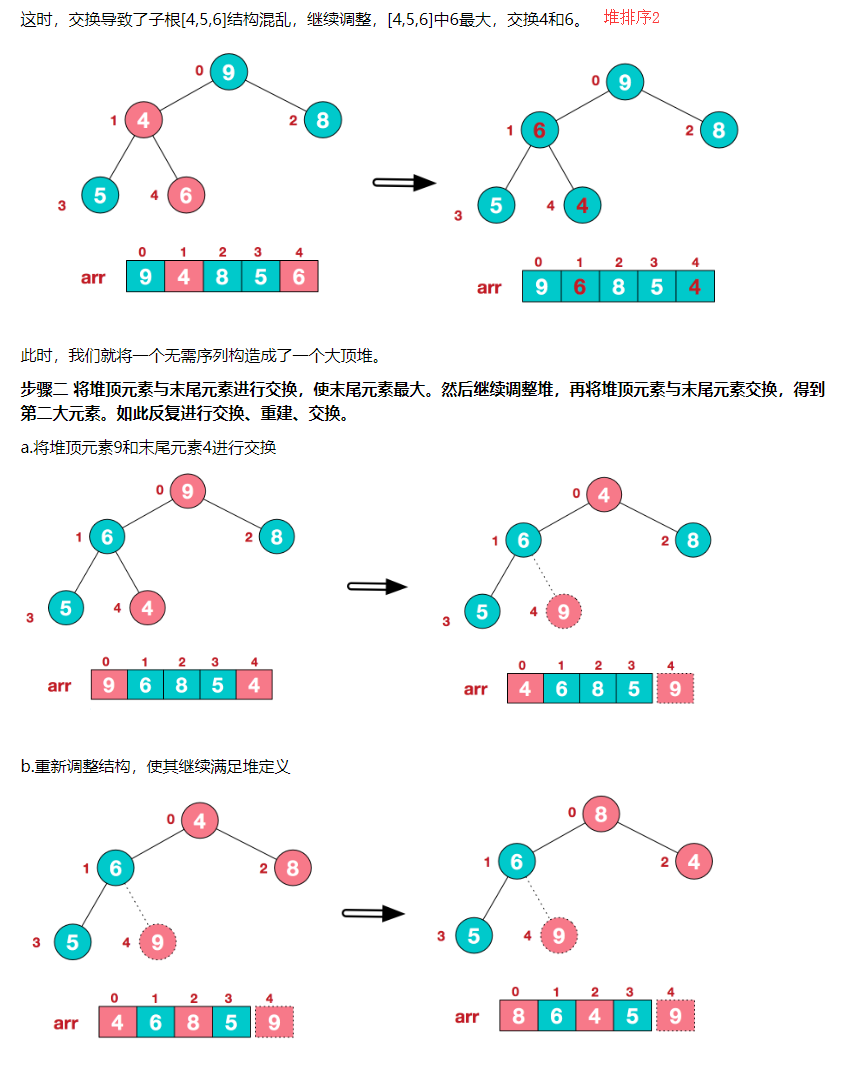 这时，交换导致了子根[4,5,6]结构混乱，继续调整，[4,5,6]中6最大，交换4和6。 堆排序2
0 9
1 4 2 8
3 5 4 6
0 1 2 3 4
arr 9 4 8 5 6
0 9
1 6 2 8
3 5 4 4
0 1 2 3 4
arr 9 6 8 5 4
此时，我们就将一个无需序列构造成了一个大顶堆。
步骤二 将堆顶元素与末尾元素进行交换，使末尾元素最大。然后继续调整堆，再将堆顶元素与末尾元素交换，得到
第二大元素。如此反复进行交换、重建、交换。
a.将堆顶元素9和末尾元素4进行交换
0 9
1 6 2 8
3 5 4 4
0 1 2 3 4
arr 9 6 8 5 4
0 4
1 6 2 8
3 5 4 9
0 1 2 3 4
arr 4 6 8 5 9
b.重新调整结构，使其继续满足堆定义
0 4
1 6 2 8
3 5 4 9
0 1 2 3 4
arr 4 6 8 5 9
0 8
1 6 2 4
3 5 4 9
0 1 2 3 4
arr 8 6 4 5 9